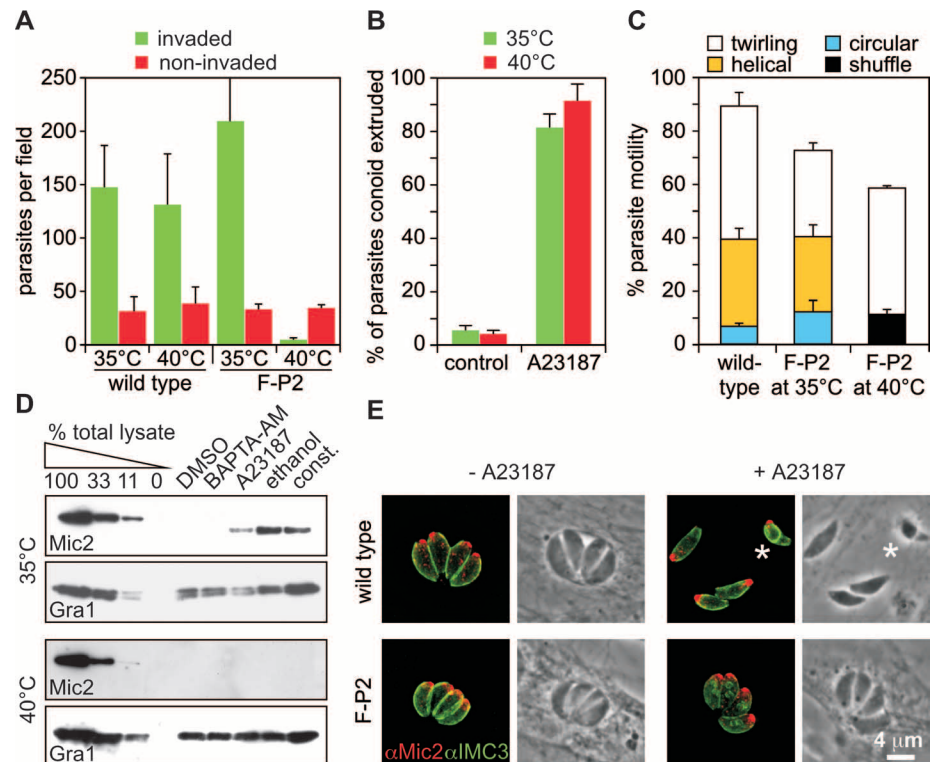 A
invaded
non-invaded
parasites per field
250
200
150
100
50
0
35°C 40°C 35°C 40°C
wild type F-P2
B
35°C
40°C
% of parasites conoid extruded
100
80
60
40
20
0
control A23187
C
twirling circular
helical shuffle
% parasite motility
100
80
60
40
20
0
wild-type F-P2 at 35°C F-P2 at 40°C
D
% total lysate
100 33 11 0
DMSO
BAPTA-AM
A23187
ethanol
const.
35°C
Mic2
Gra1
40°C
Mic2
Gra1
E
- A23187 + A23187
wild type
*
*
F-P2
αMic2αIMC3
4 µm